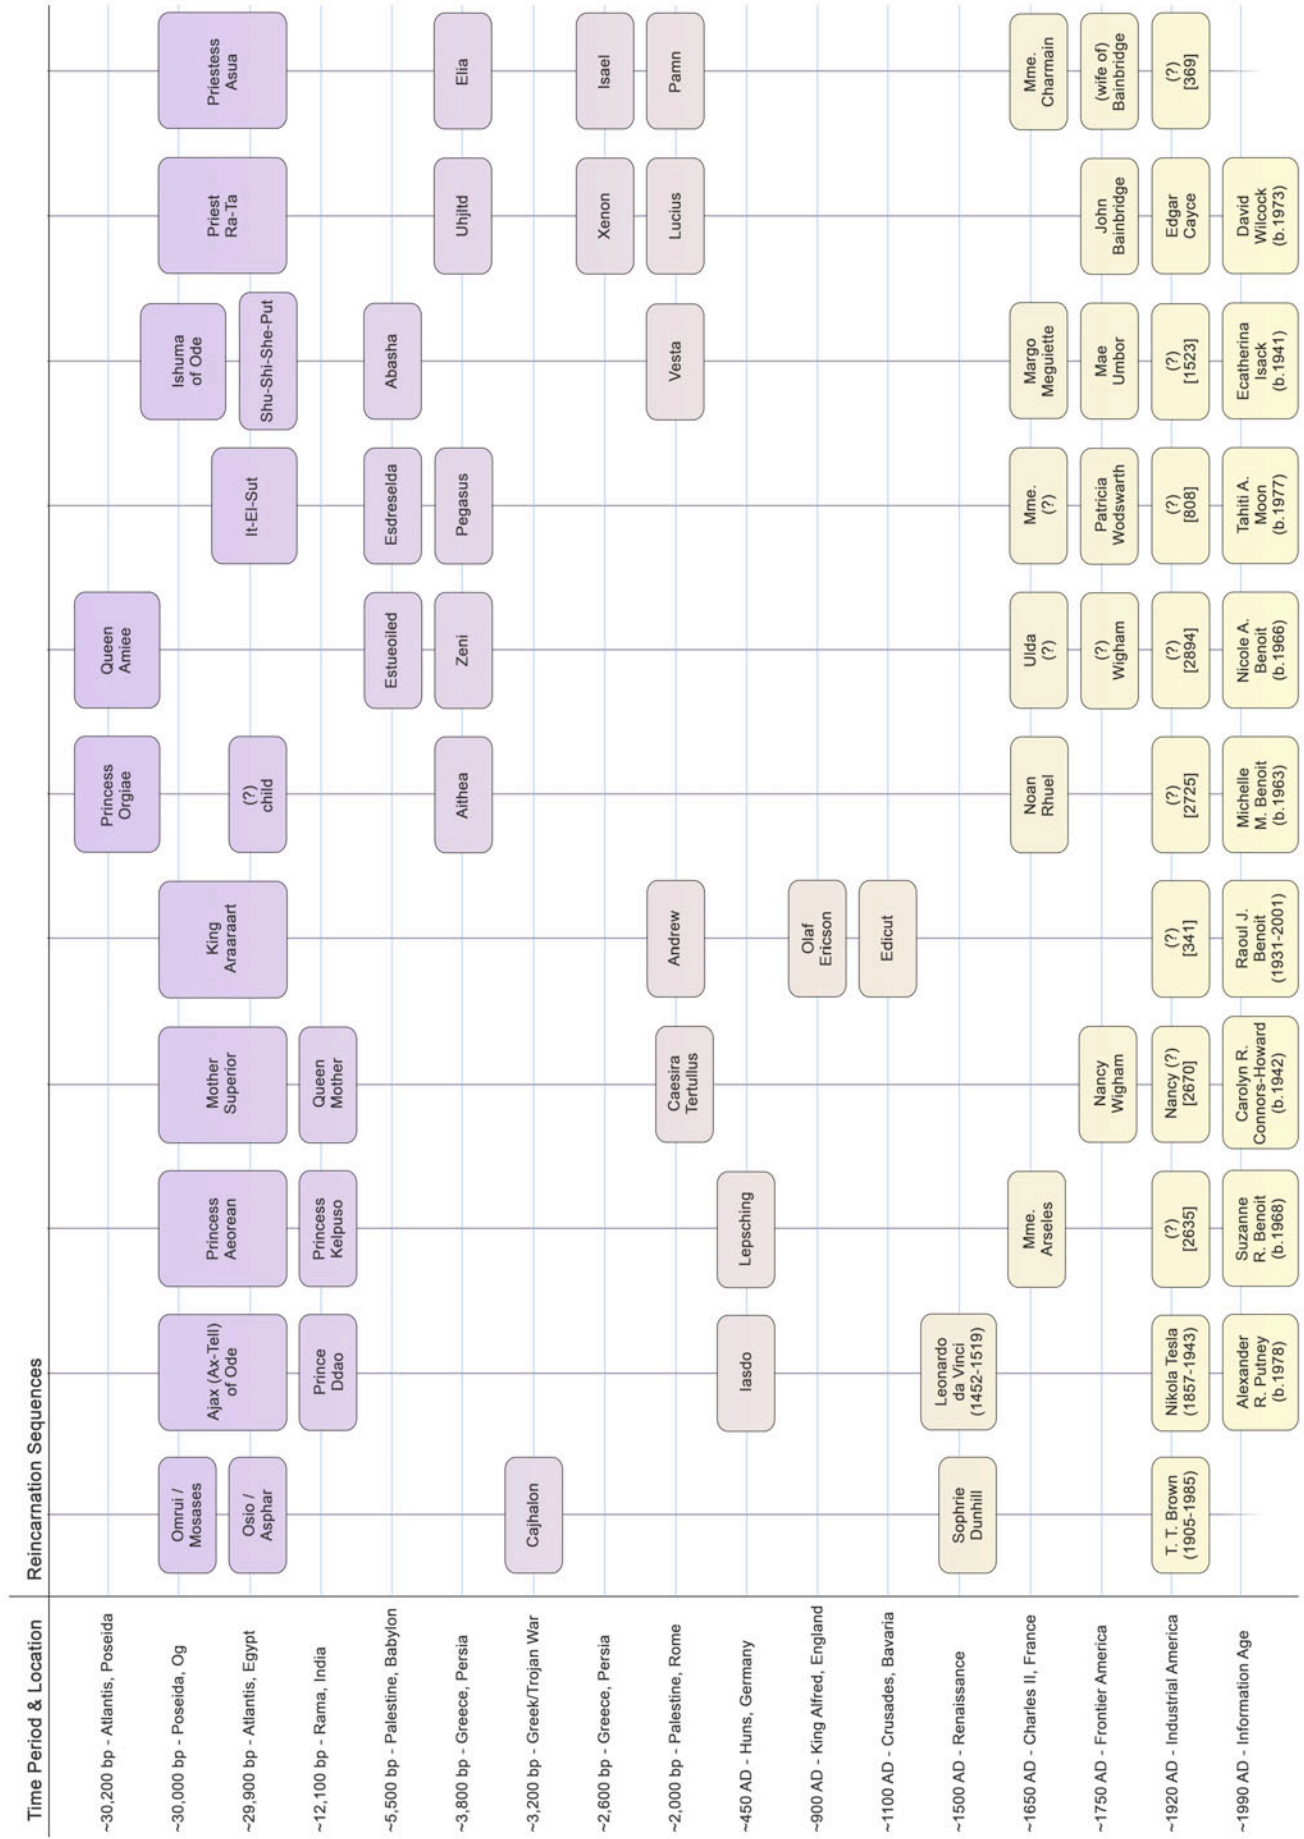 Time Period & Location
Reincarnation Sequences
~30,200 bp - Atlantis, Poseida
Princess
Orgiae
Queen
Amiee
~30,000 bp - Poseida, Og
Omrui /
Mosases
Ajax (Ax-Tell)
of Ode
Princess
Aeorean
Mother
Superior
King
Araaraart
Ishuma
of Ode
Priest
Ra-Ta
Priestess
Asua
~29,900 bp - Atlantis, Egypt
Osio /
Asphar
(?)
child
It-El-Sut
Shu-Shi-She-Put
~12,100 bp - Rama, India
Prince
Ddao
Princess
Kelpuso
Queen
Mother
~5,500 bp - Palestine, Babylon
Estueoiled
Esdreselda
Abasha
~3,800 bp - Greece, Persia
Aithea
Zeni
Pegasus
Uhjltd
Elia
~3,200 bp - Greek/Trojan War
Cajhalon
~2,600 bp - Greece, Persia
Xenon
Isael
~2,000 bp - Palestine, Rome
Caesira
Tertullus
Andrew
Vesta
Lucius
Pamn
~450 AD - Huns, Germany
Iasdo
Lepsching
~900 AD - King Alfred, England
Olaf
Ericson
~1100 AD - Crusades, Bavaria
Edicut
~1500 AD - Renaissance
Sophrie
Dunhill
Leonardo
da Vinci
(1452-1519)
~1650 AD - Charles II, France
Mme.
Arseles
Noan
Rhuel
Ulda
(?)
Mme.
(?)
Margo
Meguiette
Mme.
Charmain
~1750 AD - Frontier America
Nancy
Wigham
(?)
Wigham
Patricia
Wodswarth
Mae
Umbor
John
Bainbridge
(wife of)
Bainbridge
~1920 AD - Industrial America
T. T. Brown
(1905-1985)
Nikola Tesla
(1857-1943)
(?)
[2635]
Nancy (?)
[2670]
(?)
[341]
(?)
[2725]
(?)
[2894]
(?)
[808]
(?)
[1523]
Edgar
Cayce
(?)
[369]
~1990 AD - Information Age
Alexander
R. Putney
(b.1978)
Suzanne
R. Benoit
(b.1968)
Carolyn R.
Connors-Howard
(b.1942)
Raoul J.
Benoit
(1931-2001)
Michelle
M. Benoit
(b.1963)
Nicole A.
Benoit
(b.1966)
Tahiti A.
Moon
(b.1977)
Ecatherina
Isack
(b.1941)
David
Wilcock
(b.1973)